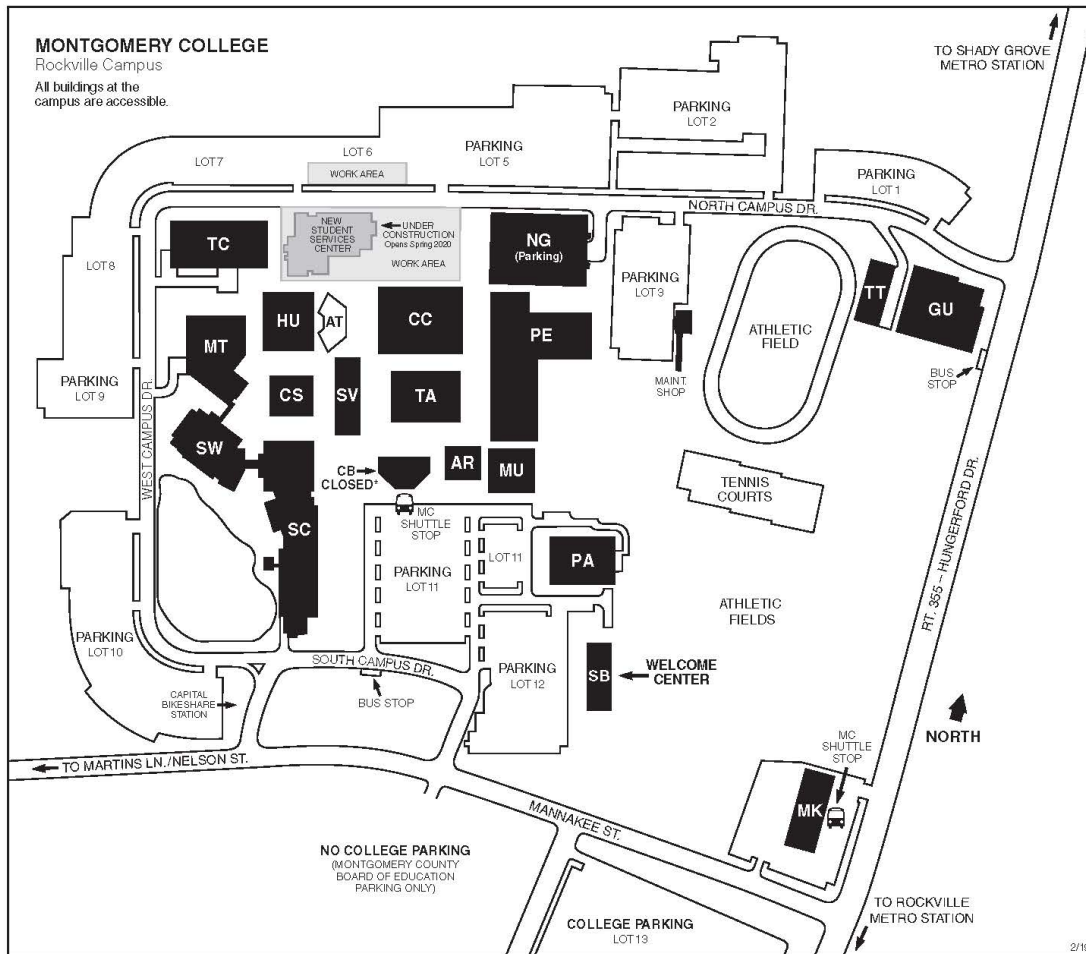 MONTGOMERY COLLEGE
Rockville Campus
All buildings at the
campus are accessible.
TO SHADY GROVE
METRO STATION
PARKING
LOT 2
PARKING
LOT 5
LOT 6
LOT 7
WORK AREA
PARKING
LOT 1
NORTH CAMPUS DR.
NEW
STUDENT
SERVICES
CENTER
UNDER
CONSTRUCTION
Opens Spring 2020
WORK AREA
TC
NG
(Parking)
LOT 8
PARKING
LOT 3
TT
GU
HU
AT
CC
PE
ATHLETIC
FIELD
MT
MAINT.
SHOP
BUS
STOP
PARKING
LOT 9
WEST CAMPUS DR.
CS
SV
TA
SW
CB
CLOSED*
AR
MU
TENNIS
COURTS
MC
SHUTTLE
STOP
SC
PARKING
LOT 11
LOT 11
PA
RT. 355 – HUNGERFORD DR.
ATHLETIC
FIELDS
PARKING
LOT 10
SOUTH CAMPUS DR.
PARKING
LOT 12
SB
WELCOME
CENTER
CAPITAL
BIKESHARE
STATION
BUS STOP
NORTH
TO MARTINS LN./NELSON ST.
MC
SHUTTLE
STOP
MK
MANNAKEE ST.
NO COLLEGE PARKING
(MONTGOMERY COUNTY
BOARD OF EDUCATION
PARKING ONLY)
COLLEGE PARKING
LOT 13
TO ROCKVILLE
METRO STATION